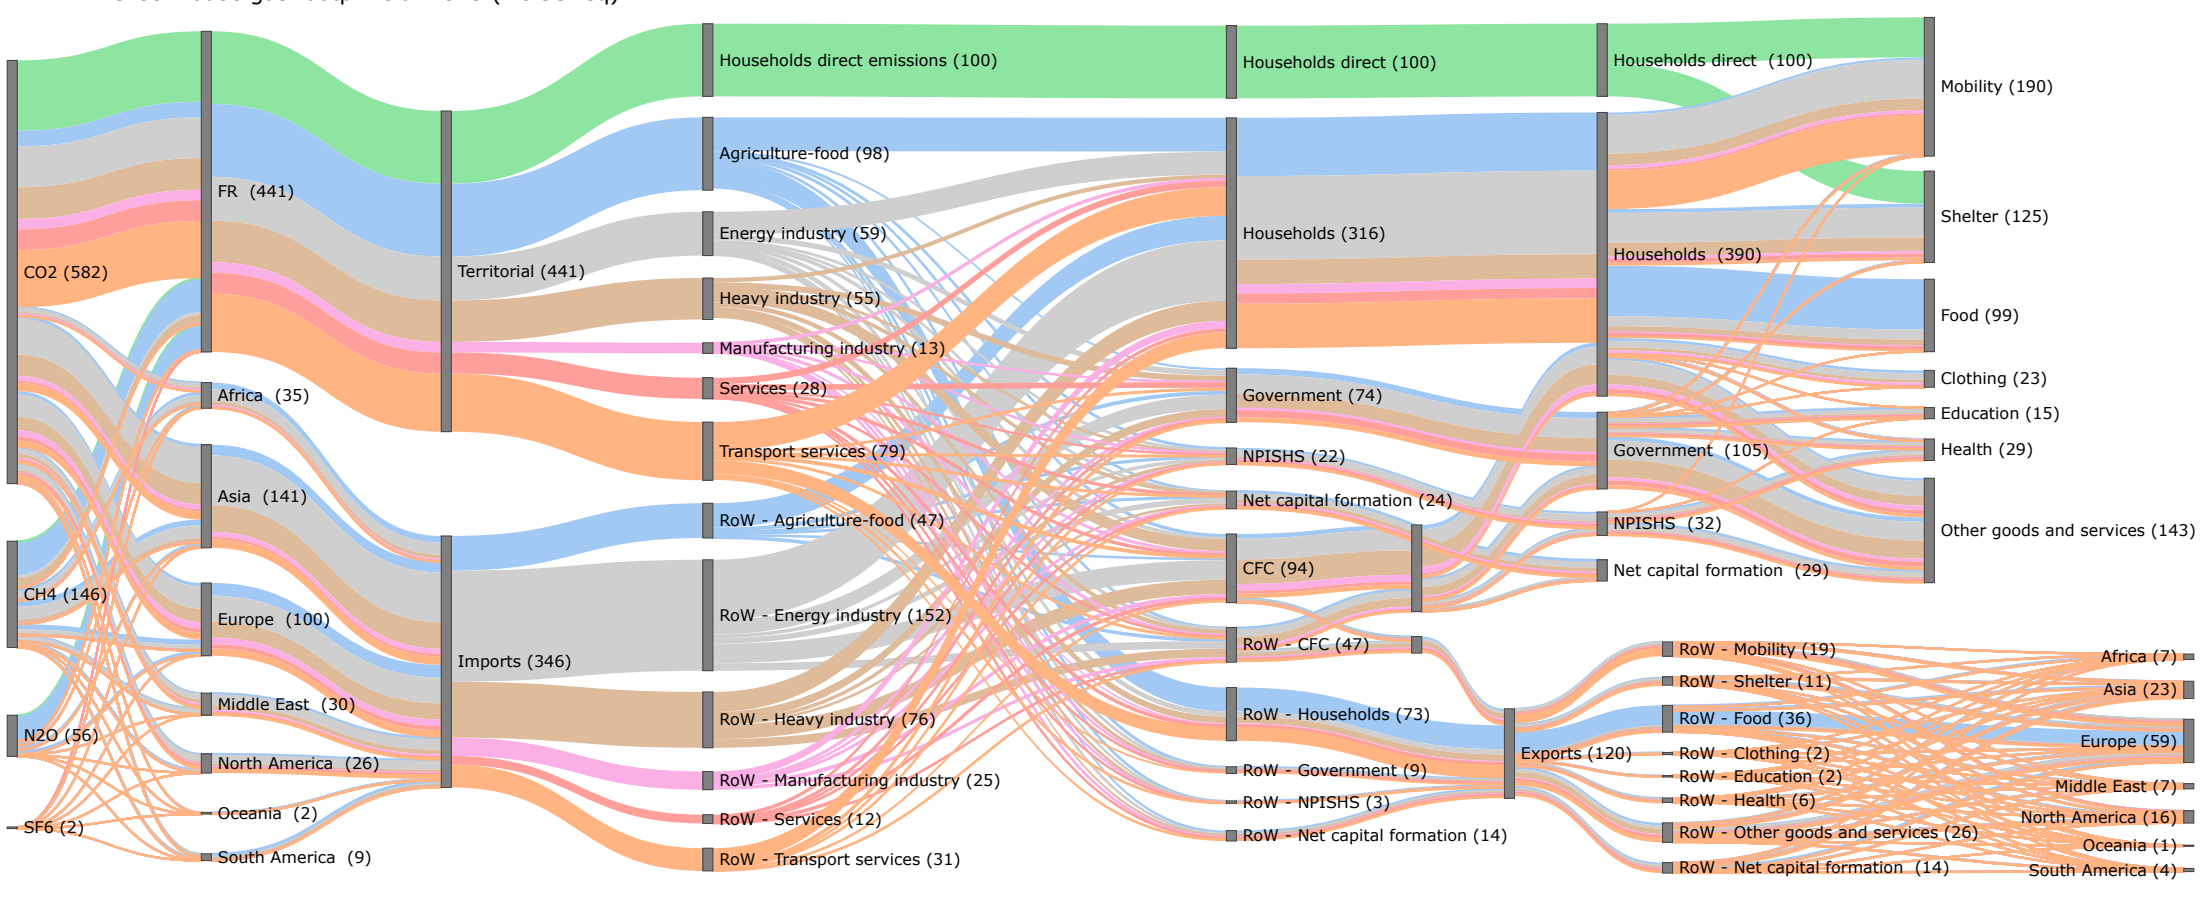 CO2 (582)
CH4 (146)
N2O (56)
SF6 (2)
FR (441)
Africa (35)
Asia (141)
Europe (100)
Middle East (30)
North America (26)
Oceania (2)
South America (9)
Territorial (441)
Imports (346)
Households direct emissions (100)
Agriculture-food (98)
Energy industry (59)
Heavy industry (55)
Manufacturing industry (13)
Services (28)
Transport services (79)
RoW - Agriculture-food (47)
RoW - Energy industry (152)
RoW - Heavy industry (76)
RoW - Manufacturing industry (25)
RoW - Services (12)
RoW - Transport services (31)
Households direct (100)
Households (316)
Government (74)
NPISHS (22)
Net capital formation (24)
CFC (94)
RoW - CFC (47)
RoW - Households (73)
RoW - Government (9)
RoW - NPISHS (3)
RoW - Net capital formation (14)
Exports (120)
Households direct (100)
Households (390)
Government (105)
NPISHS (32)
Net capital formation (29)
RoW - Mobility (19)
RoW - Shelter (11)
RoW - Food (36)
RoW - Clothing (2)
RoW - Education (2)
RoW - Health (6)
RoW - Other goods and services (26)
RoW - Net capital formation (14)
Mobility (190)
Shelter (125)
Food (99)
Clothing (23)
Education (15)
Health (29)
Other goods and services (143)
Africa (7)
Asia (23)
Europe (59)
Middle East (7)
North America (16)
Oceania (1)
South America (4)